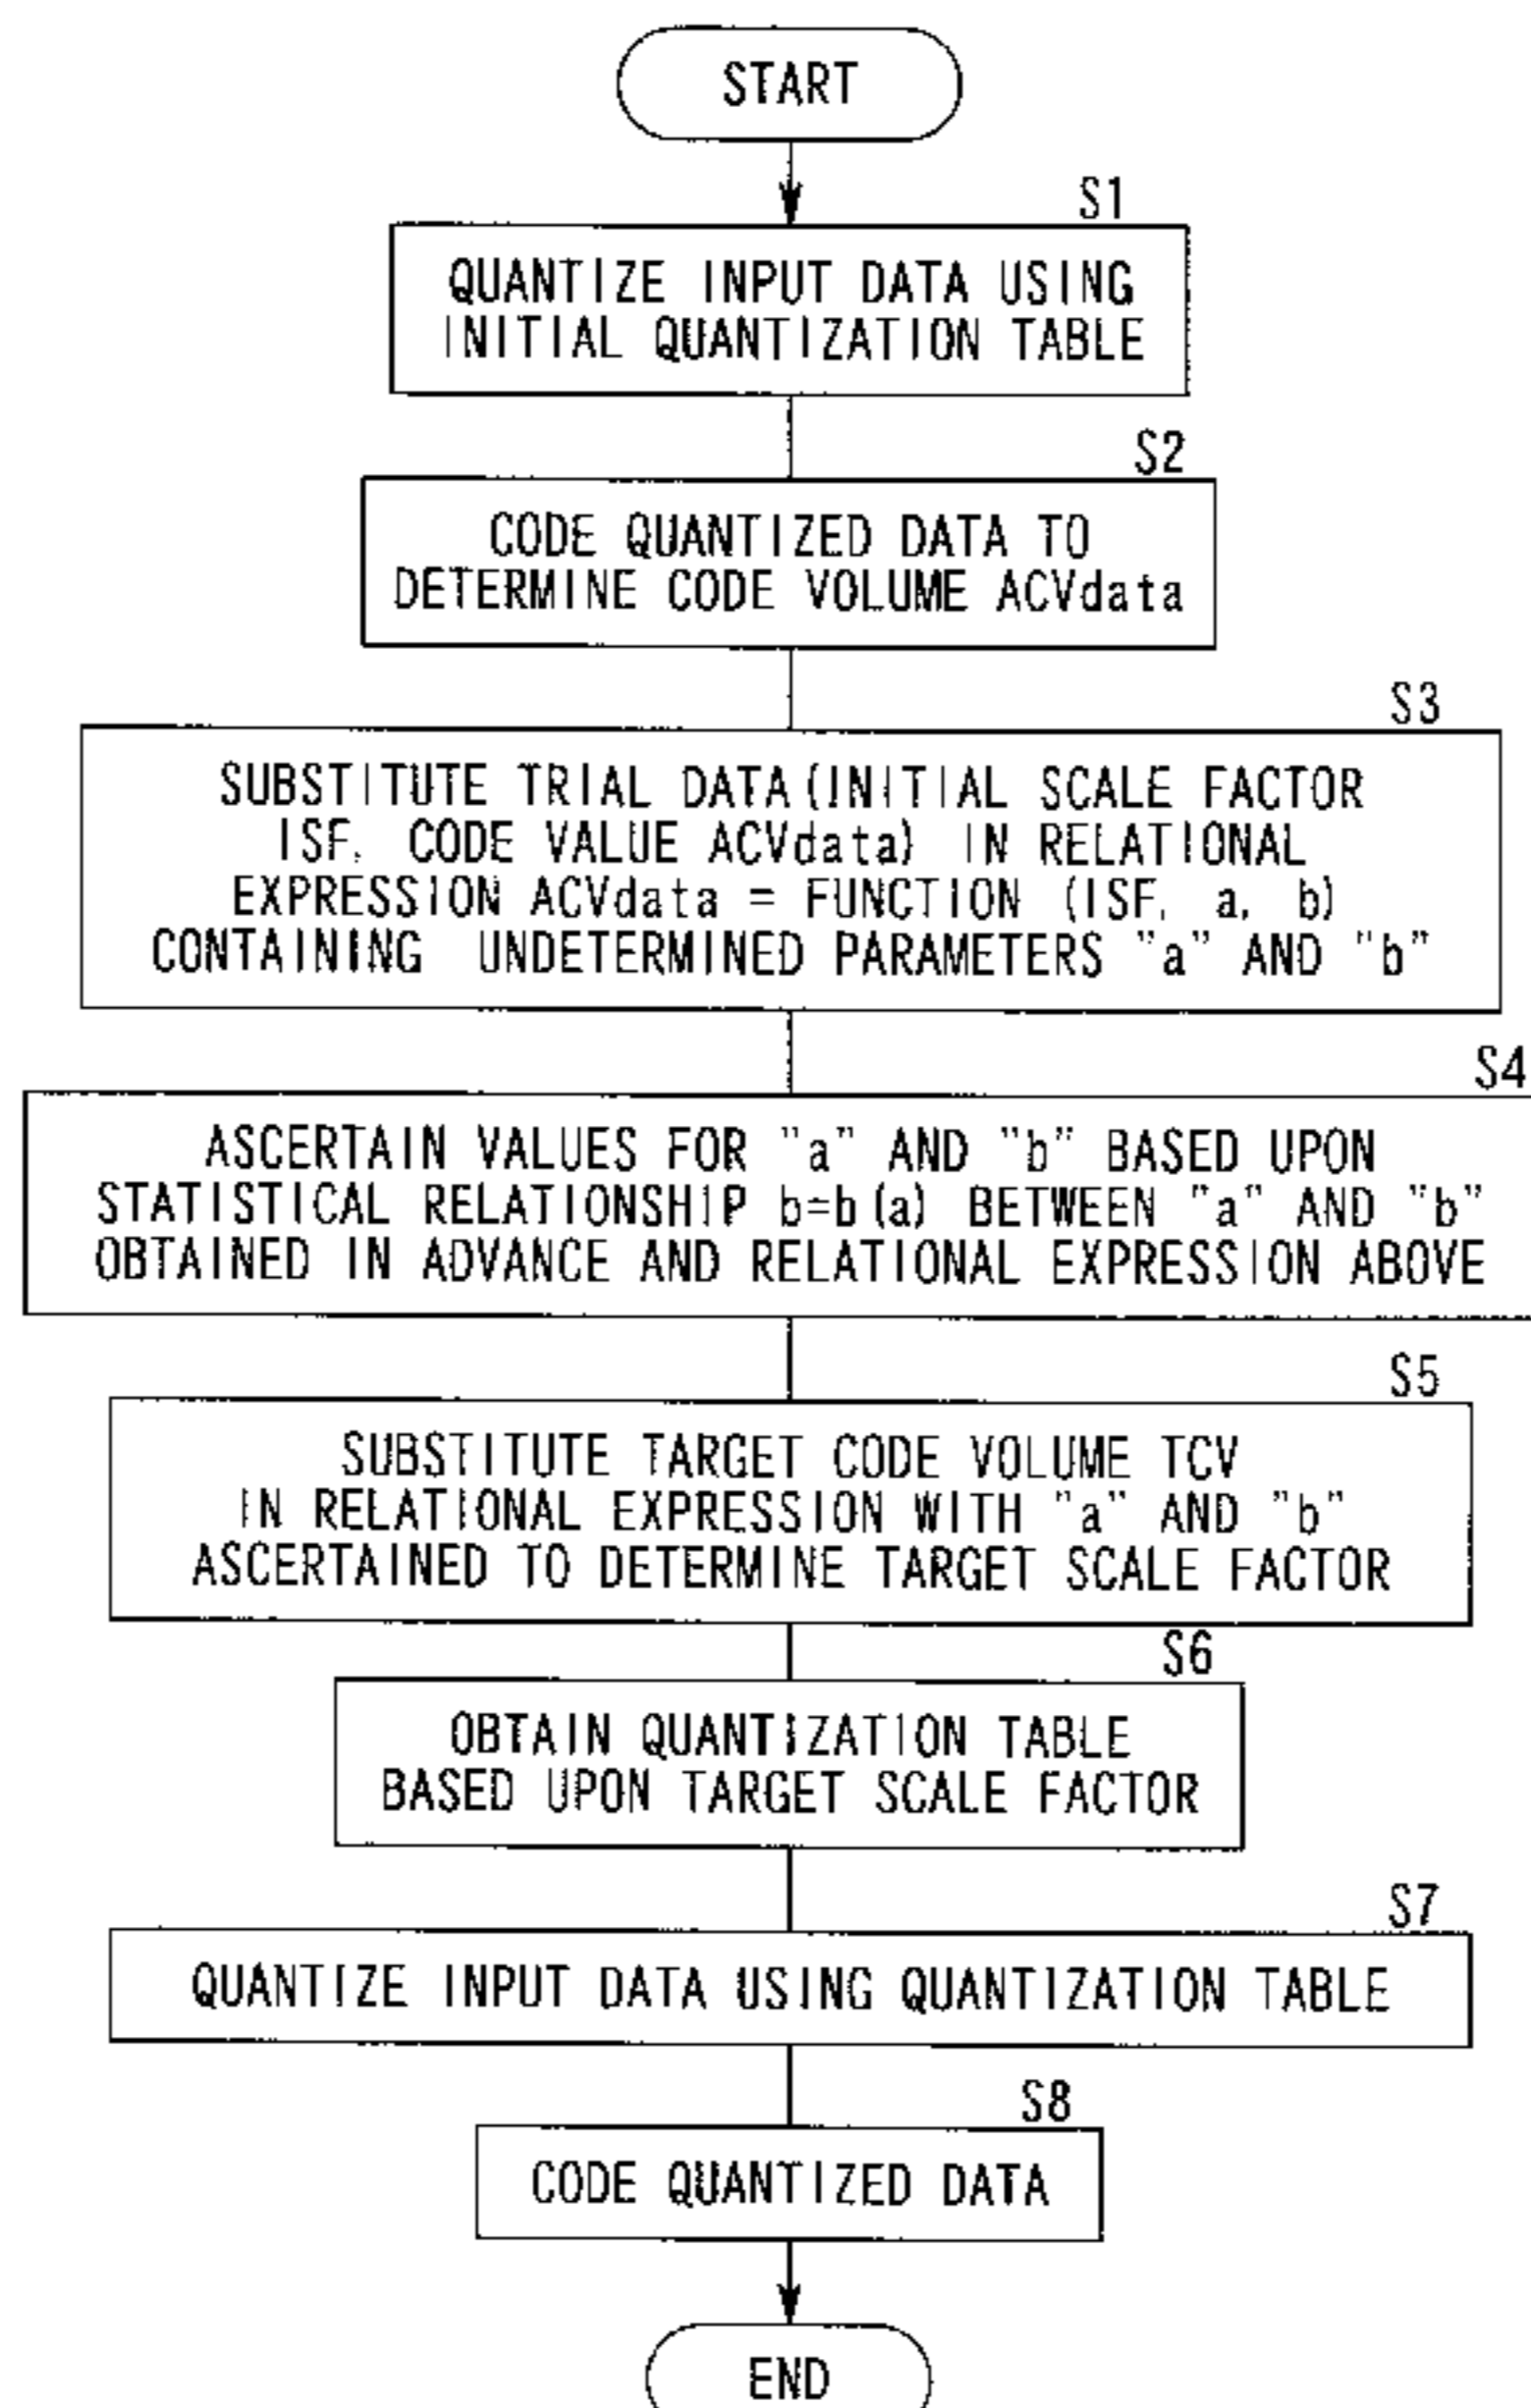 START
S1
QUANTIZE INPUT DATA USING
INITIAL QUANTIZATION TABLE
S2
CODE QUANTIZED DATA TO
DETERMINE CODE VOLUME ACVdata
S3
SUBSTITUTE TRIAL DATA(INITIAL SCALE FACTOR
ISF, CODE VALUE ACVdata) IN RELATIONAL
EXPRESSION ACVdata = FUNCTION (ISF, a, b)
CONTAINING UNDETERMINED PARAMETERS "a" AND "b"
S4
ASCERTAIN VALUES FOR "a" AND "b" BASED UPON
STATISTICAL RELATIONSHIP b=b(a) BETWEEN "a" AND "b"
OBTAINED IN ADVANCE AND RELATIONAL EXPRESSION ABOVE
S5
SUBSTITUTE TARGET CODE VOLUME TCV
IN RELATIONAL EXPRESSION WITH "a" AND "b"
ASCERTAINED TO DETERMINE TARGET SCALE FACTOR
S6
OBTAIN QUANTIZATION TABLE
BASED UPON TARGET SCALE FACTOR
S7
QUANTIZE INPUT DATA USING QUANTIZATION TABLE
S8
CODE QUANTIZED DATA
END